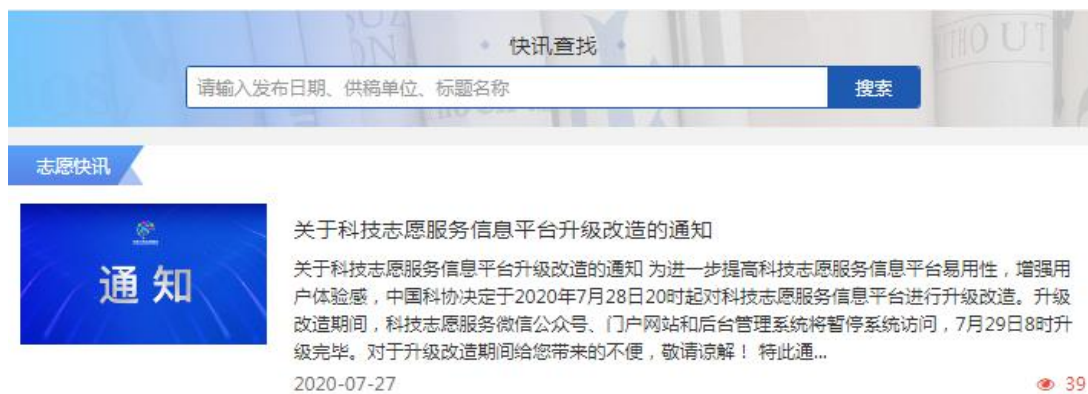 快讯查找
请输入发布日期、供稿单位、标题名称
搜索
志愿快讯
通知
关于科技志愿服务信息平台升级改造的通知
关于科技志愿服务信息平台升级改造的通知 为进一步提高科技志愿服务信息平台易用性，增强用
户体验感，中国科协决定于2020年7月28日20时起对科技志愿服务信息平台进行升级改造。升级
改造期间，科技志愿服务微信公众号、门户网站和后台管理系统将暂停系统访问，7月29日8时升
级完毕。对于升级改造期间给您带来的不便，敬请谅解！ 特此通...
2020-07-27
39